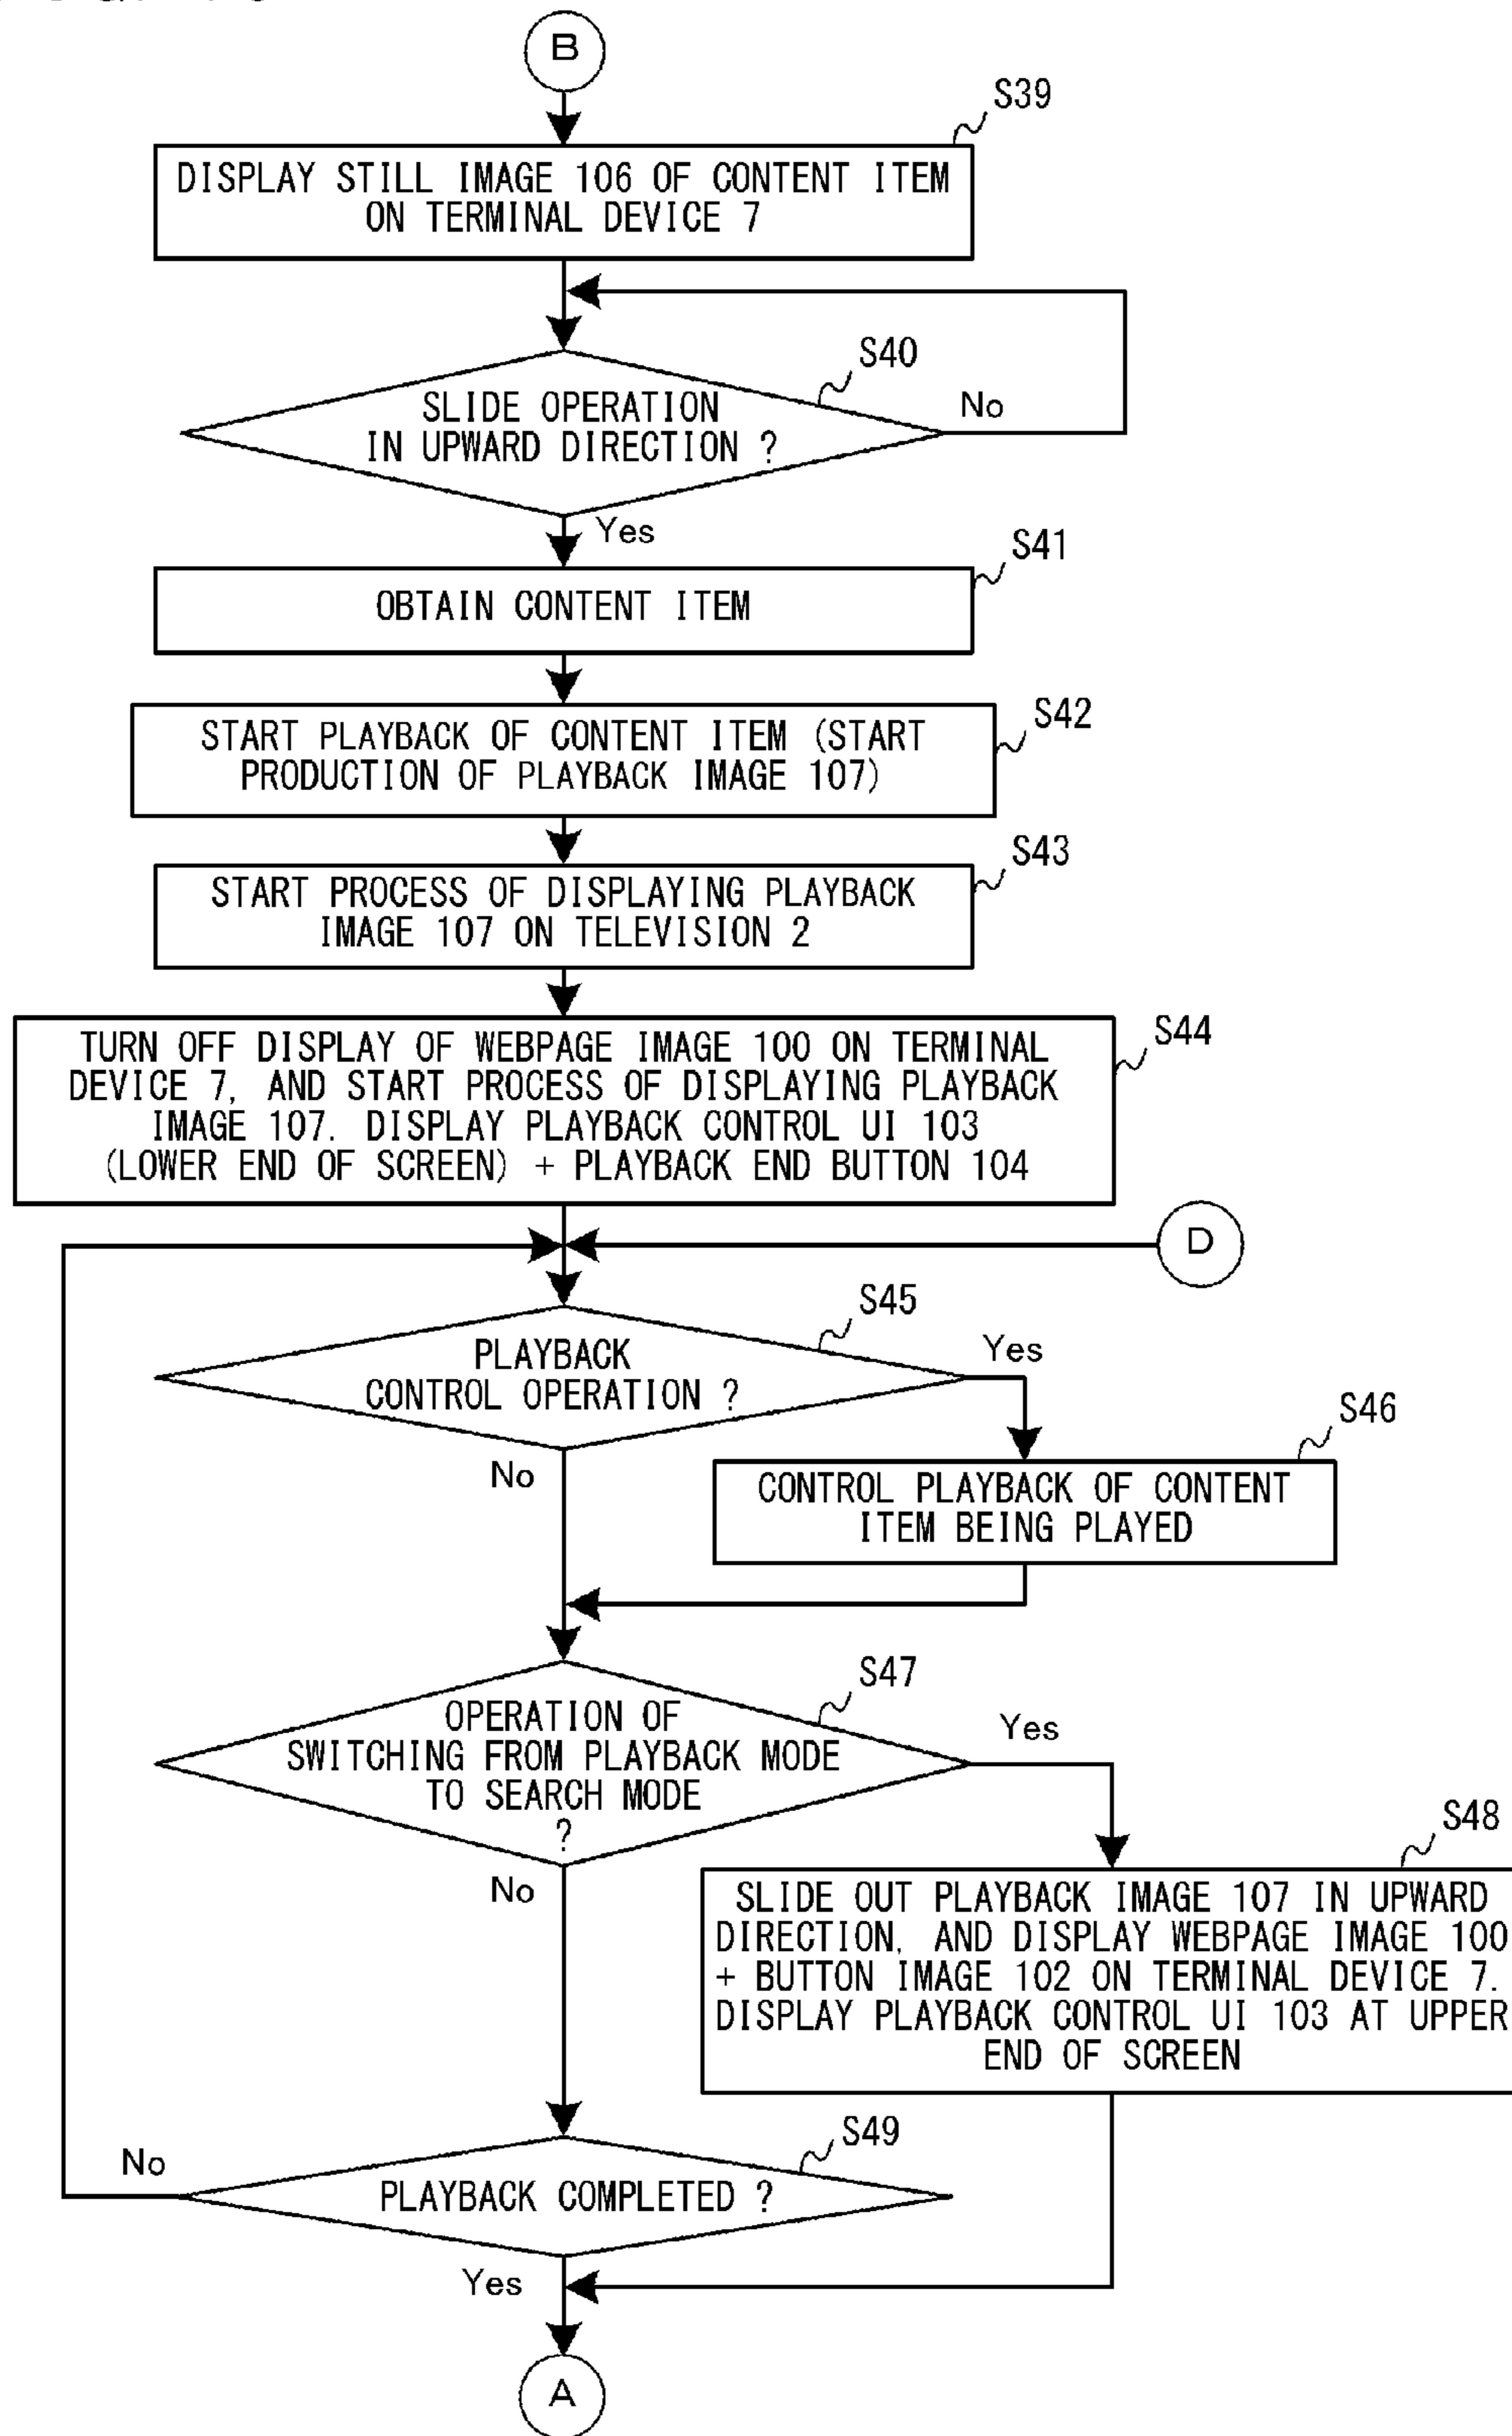 B
S39
DISPLAY STILL IMAGE 106 OF CONTENT ITEM
ON TERMINAL DEVICE 7
S40
SLIDE OPERATION
IN UPWARD DIRECTION ?
No
Yes
S41
OBTAIN CONTENT ITEM
S42
START PLAYBACK OF CONTENT ITEM (START
PRODUCTION OF PLAYBACK IMAGE 107)
S43
START PROCESS OF DISPLAYING PLAYBACK
IMAGE 107 ON TELEVISION 2
S44
TURN OFF DISPLAY OF WEBPAGE IMAGE 100 ON TERMINAL
DEVICE 7, AND START PROCESS OF DISPLAYING PLAYBACK
IMAGE 107. DISPLAY PLAYBACK CONTROL UI 103
(LOWER END OF SCREEN) + PLAYBACK END BUTTON 104
D
S45
PLAYBACK
CONTROL OPERATION ?
Yes
No
S46
CONTROL PLAYBACK OF CONTENT
ITEM BEING PLAYED
S47
OPERATION OF
SWITCHING FROM PLAYBACK MODE
TO SEARCH MODE
?
Yes
No
S48
SLIDE OUT PLAYBACK IMAGE 107 IN UPWARD
DIRECTION, AND DISPLAY WEBPAGE IMAGE 100
+ BUTTON IMAGE 102 ON TERMINAL DEVICE 7.
DISPLAY PLAYBACK CONTROL UI 103 AT UPPER
END OF SCREEN
S49
PLAYBACK COMPLETED ?
No
Yes
A